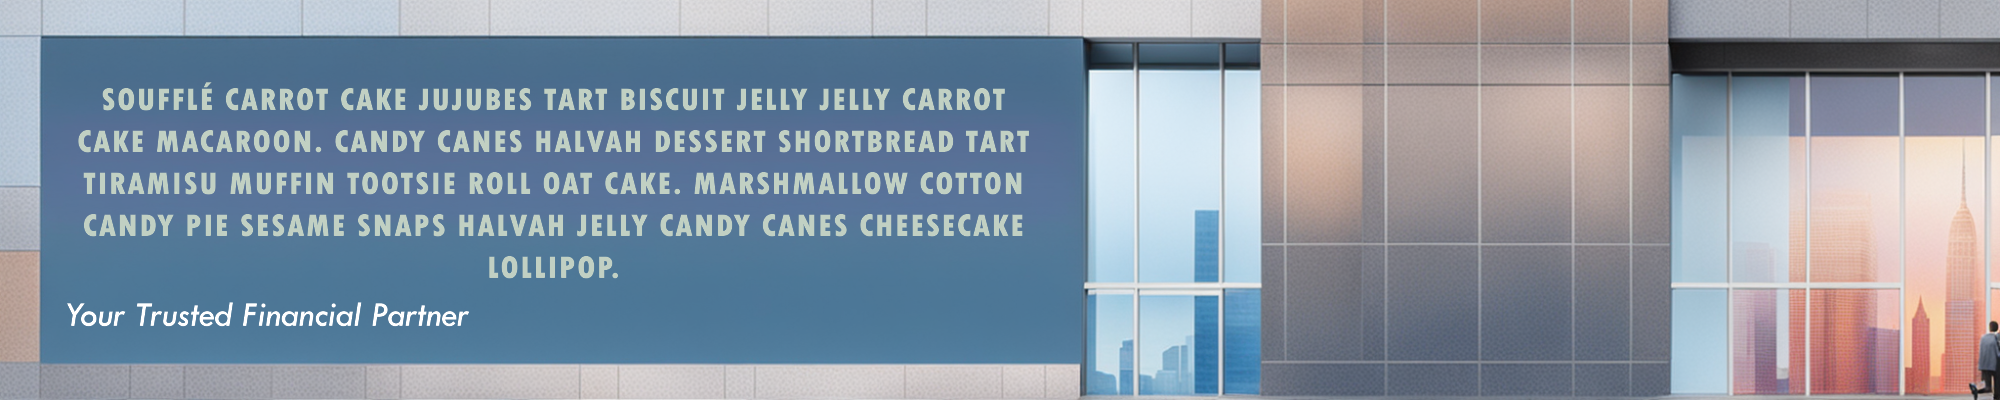 SOUFFLÉ CARROT CAKE JUJUBES TART BISCUIT JELLY JELLY CARROT
CAKE MACAROON. CANDY CANES HALVAH DESSERT SHORTBREAD TART
TIRAMISU MUFFIN TOOTSIE ROLL OAT CAKE. MARSHMALLOW COTTON
CANDY PIE SESAME SNAPS HALVAH JELLY CANDY CANES CHEESECAKE
LOLLIPOP.
Your Trusted Financial Partner